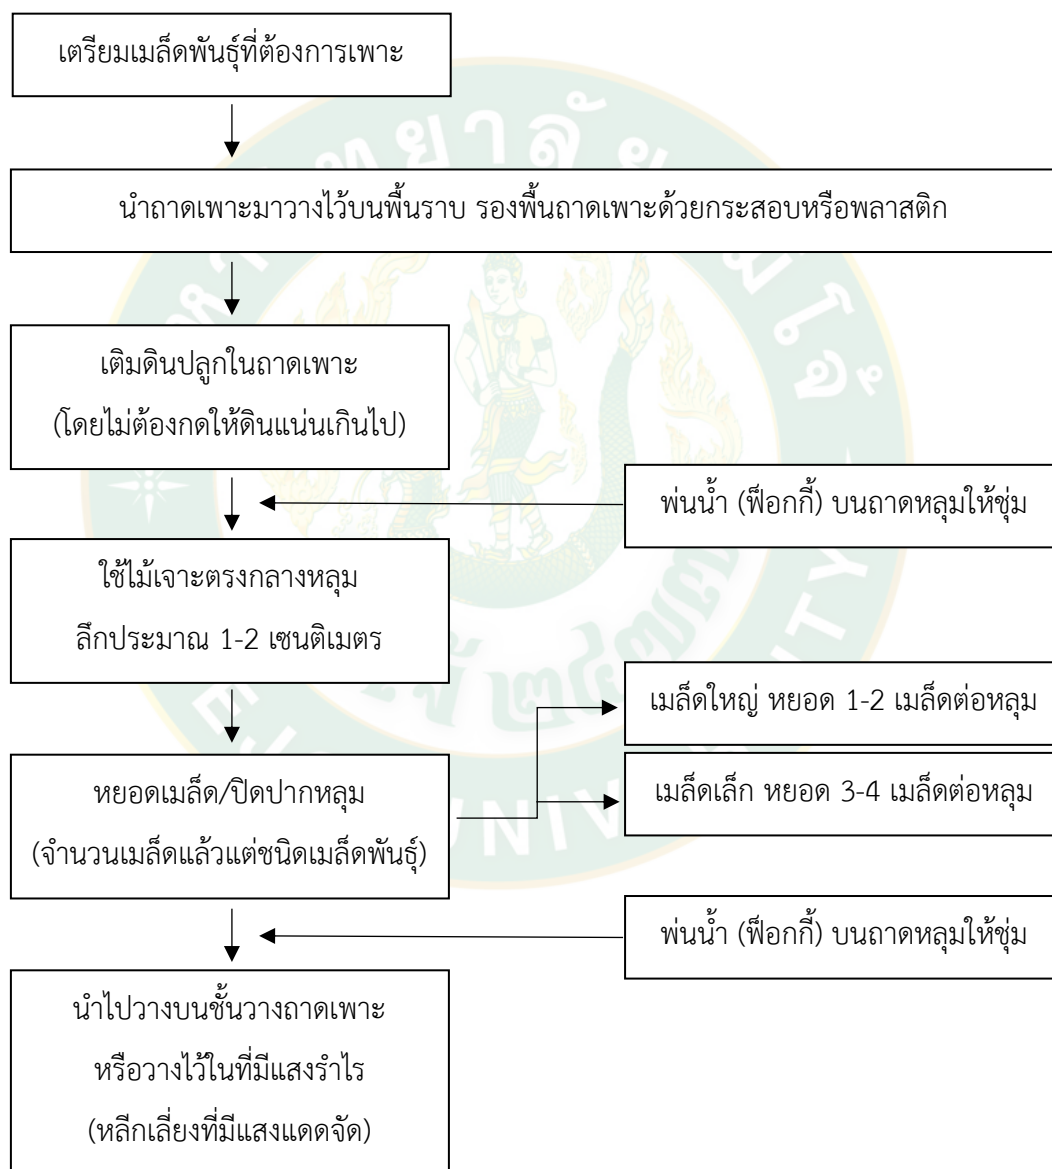 เตรียมเมล็ดพันธุ์ที่ต้องการเพาะ
นำถาดเพาะมาวางไว้บนพื้นราบ รองพื้นถาดเพาะด้วยกระสอบหรือพลาสติก
เติมดินปลูกในถาดเพาะ
(โดยไม่ต้องกดให้ดินแน่นเกินไป)
พ่นน้ำ (ฟ็อกกี้) บนถาดหลุมให้ชุ่ม
ใช้ไม้เจาะตรงกลางหลุม
ลึกประมาณ 1-2 เซนติเมตร
เมล็ดใหญ่ หยอด 1-2 เมล็ดต่อหลุม
เมล็ดเล็ก หยอด 3-4 เมล็ดต่อหลุม
หยอดเมล็ด/ปิดปากหลุม
(จำนวนเมล็ดแล้วแต่ชนิดเมล็ดพันธุ์)
พ่นน้ำ (ฟ็อกกี้) บนถาดหลุมให้ชุ่ม
นำไปวางบนชั้นวางถาดเพาะ
หรือวางไว้ในที่มีแสงรำไร
(หลีกเลี่ยงที่มีแสงแดดจัด)